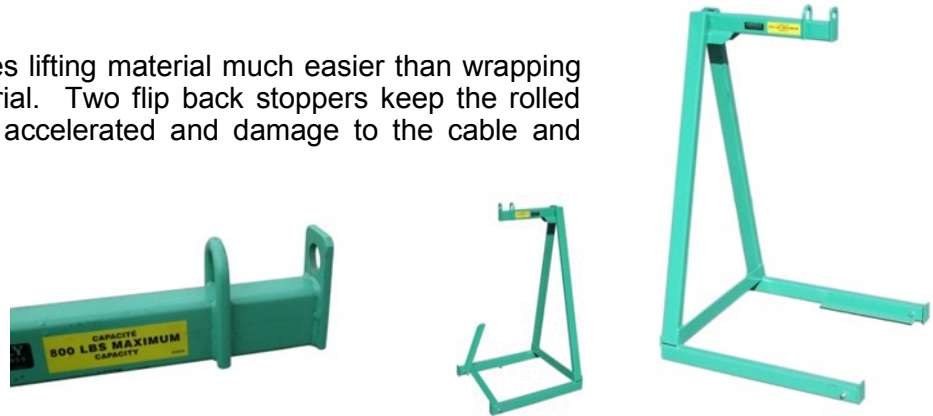 es lifting material much easier than wrapping
rial. Two flip back stoppers keep the rolled
accelerated and damage to the cable and
CAPACITÉ
800 LBS MAXIMUM
CAPACITY